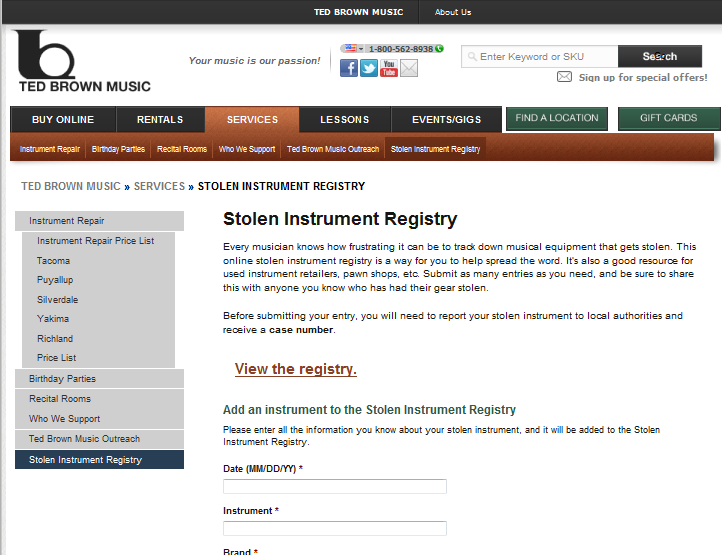 TED BROWN MUSIC
About Us
TED BROWN MUSIC
Your music is our passion!
1-800-562-8938
You Tube
Enter Keyword or SKU
Search
Sign up for special offers!
BUY ONLINE
RENTALS
SERVICES
LESSONS
EVENTS/GIGS
FIND A LOCATION
GIFT CARDS
Instrument Repair
Birthday Parties
Recital Rooms
Who We Support
Ted Brown Music Outreach
Stolen Instrument Registry
TED BROWN MUSIC » SERVICES » STOLEN INSTRUMENT REGISTRY
Instrument Repair
Instrument Repair Price List
Tacoma
Puyallup
Silverdale
Yakima
Richland
Price List
Birthday Parties
Recital Rooms
Who We Support
Ted Brown Music Outreach
Stolen Instrument Registry
Stolen Instrument Registry
Every musician knows how frustrating it can be to track down musical equipment that gets stolen. This
online stolen instrument registry is a way for you to help spread the word. It's also a good resource for
used instrument retailers, pawn shops, etc. Submit as many entries as you need, and be sure to share
this with anyone you know who has had their gear stolen.
Before submitting your entry, you will need to report your stolen instrument to local authorities and
receive a case number.
View the registry.
Add an instrument to the Stolen Instrument Registry
Please enter all the information you know about your stolen instrument, and it will be added to the Stolen
Instrument Registry.
Date (MM/DD/YY) *
Instrument *
Brand *